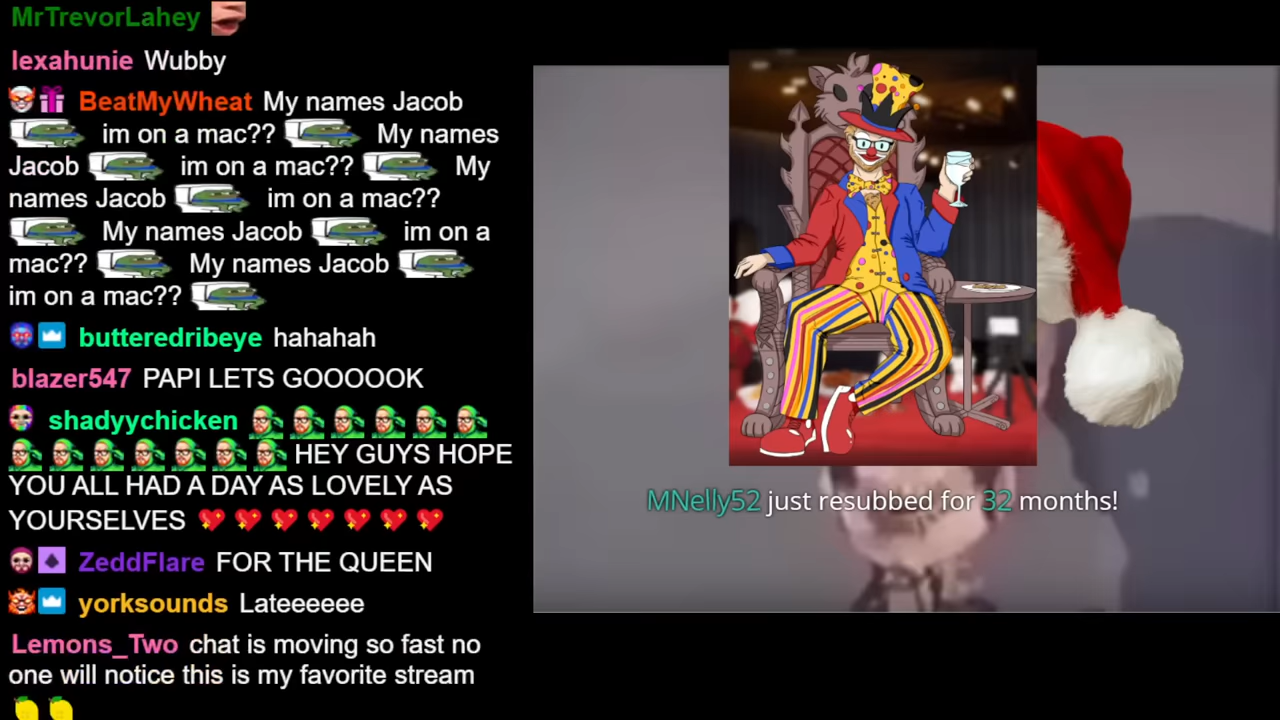 MrTrevorLahey
lexahunie Wubby
BeatMyWheat My names Jacob
im on a mac?? My names
Jacob im on a mac?? My
names Jacob im on a mac??
My names Jacob im on a
mac?? My names Jacob
im on a mac??
butteredribeye hahahah
blazer547 PAPI LETS GOOOOOK
shadyychicken
HEY GUYS HOPE
YOU ALL HAD A DAY AS LOVELY AS
YOURSELVES
ZeddFlare FOR THE QUEEN
yorksounds Lateeeeee
Lemons_Two chat is moving so fast no
one will notice this is my favorite stream
MNelly52 just resubbed for 32 months!